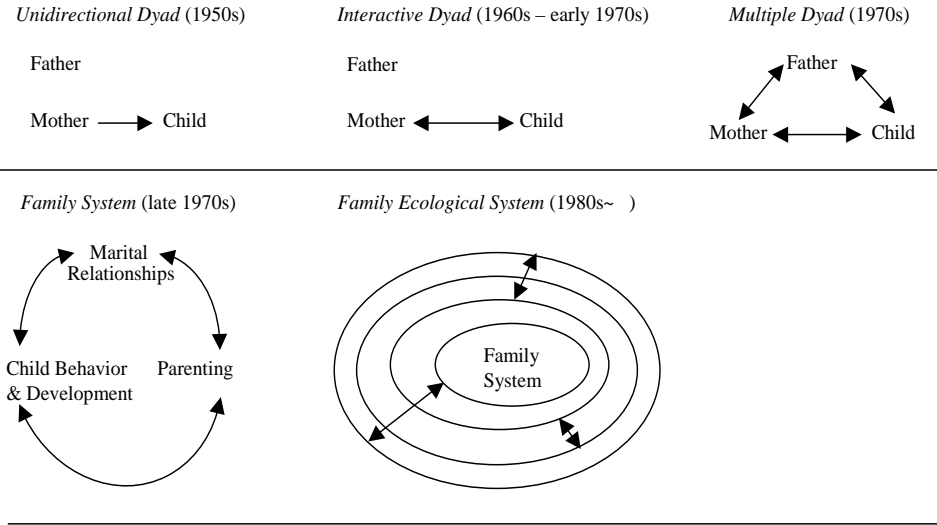 Unidirectional Dyad (1950s)
Interactive Dyad (1960s – early 1970s)
Multiple Dyad (1970s)
Father
Mother Child
Father
Mother Child
Father
Mother Child
Family System (late 1970s)
Family Ecological System (1980s~ )
Marital
Relationships
Child Behavior
& Development
Parenting
Family
System